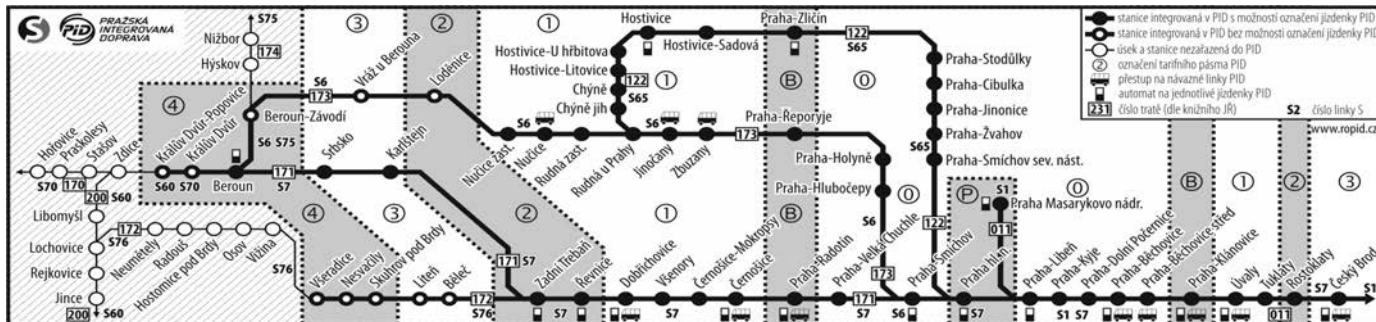 S PID PRAŽSKÁ
INTEGROVANÁ
DOPRAVA
S75
Nižbor
174
Hýskov
3
2
1
Hostivice
Praha-Zličín
122
S65
Hostivice-U hřbitova
Hostivice-Sadová
Hostivice-Litovice
122
1
B
0
Chýně
S65
Chýně jih
Praha-Stodůlky
Praha-Cibulka
Praha-Jinonice
Praha-Žvahov
S65
Praha-Smíchov sev. nást.
stanice integrovaná v PID s možností označení jízdenky PID
stanice integrovaná v PID bez možnosti označení jízdenky PID
úsek a stanice nezařazená do PID
2 označení tarifního pásma PID
přestup na návazné linky PID
automat na jednotlivé jízdenky PID
231 číslo tratě (dle knižního JŘ)
S2 číslo linky S
www.ropid.cz
4
S6
173
Vráž u Berouna
Loděnice
Beroun-Závodí
S6 S75
Hořovice
Praskolesy
Stašov
Zdice
Králův Dvůr-Popovice
Králův Dvůr
Beroun
171
S7
Srbsko
Karlštejn
S70
170
200
S60
S60
S70
S6
Nučice zast.
Nučice
Rudná zast.
Rudná u Prahy
S6
Jinočany
Zbuzany
173
Praha-Řeporyje
Praha-Holyně
Praha-Hlubočepy
0
S6
122
173
Libomyšl
S76
172
Lochovice
Neumětely
Radouš
Hostomice pod Brdy
Osov
Vižina
S76
Rejkovice
Jince
200
S60
4
3
2
1
B
P
0
B
1
2
3
S1
Praha Masarykovo nádr.
011
Všeradice
Nesvačily
Skuhrov pod Brdy
Liteň
Běleč
172
S76
171
S7
Zadní Třebaň
S7
Řevnice
Dobřichovice
Všenory
S7
Černošice-Mokropsy
Černošice
Praha-Radotín
Praha-Velká Chuchle
171
S7
S6
Praha-Smíchov
S7
Praha hl. n.
Praha-Libeň
Praha-Kyje
S1 S7
Praha-Dolní Počernice
Praha-Běchovice
Praha-Běchovice střed
Praha-Klánovice
Úvaly
Tuklaty
011
Rostoklaty
Český Brod
S7
S1